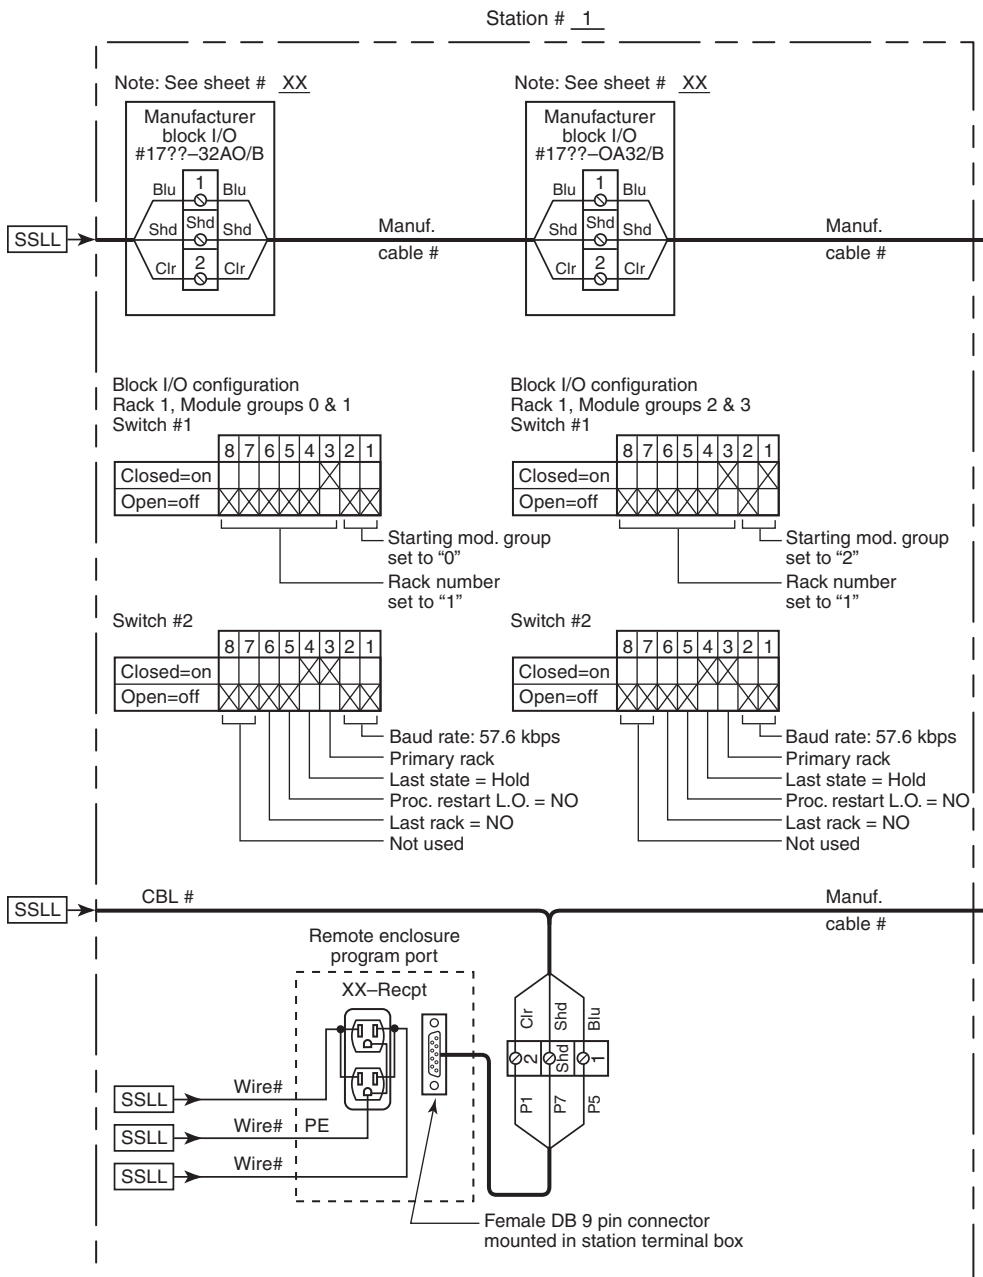 Station # 1
Note: See sheet # XX
Note: See sheet # XX
Manufacturer
block I/O
#17??–32AO/B
Manufacturer
block I/O
#17??–OA32/B
Blu 1 Blu
Shd Shd Shd
Clr 2 Clr
Blu 1 Blu
Shd Shd Shd
Clr 2 Clr
SSLL
Manuf.
cable #
Manuf.
cable #
Block I/O configuration
Rack 1, Module groups 0 & 1
Switch #1
8 7 6 5 4 3 2 1
Closed=on
Open=off
Starting mod. group
set to “0”
Rack number
set to “1”
Block I/O configuration
Rack 1, Module groups 2 & 3
Switch #1
8 7 6 5 4 3 2 1
Closed=on
Open=off
Starting mod. group
set to “2”
Rack number
set to “1”
Switch #2
8 7 6 5 4 3 2 1
Closed=on
Open=off
Baud rate: 57.6 kbps
Primary rack
Last state = Hold
Proc. restart L.O. = NO
Last rack = NO
Not used
Switch #2
8 7 6 5 4 3 2 1
Closed=on
Open=off
Baud rate: 57.6 kbps
Primary rack
Last state = Hold
Proc. restart L.O. = NO
Last rack = NO
Not used
SSLL
CBL #
Manuf.
cable #
Remote enclosure
program port
XX–Recpt
Clr Shd Blu
2 Shd 1
P1 P7 P5
SSLL Wire#
SSLL Wire# PE
SSLL Wire#
Female DB 9 pin connector
mounted in station terminal box